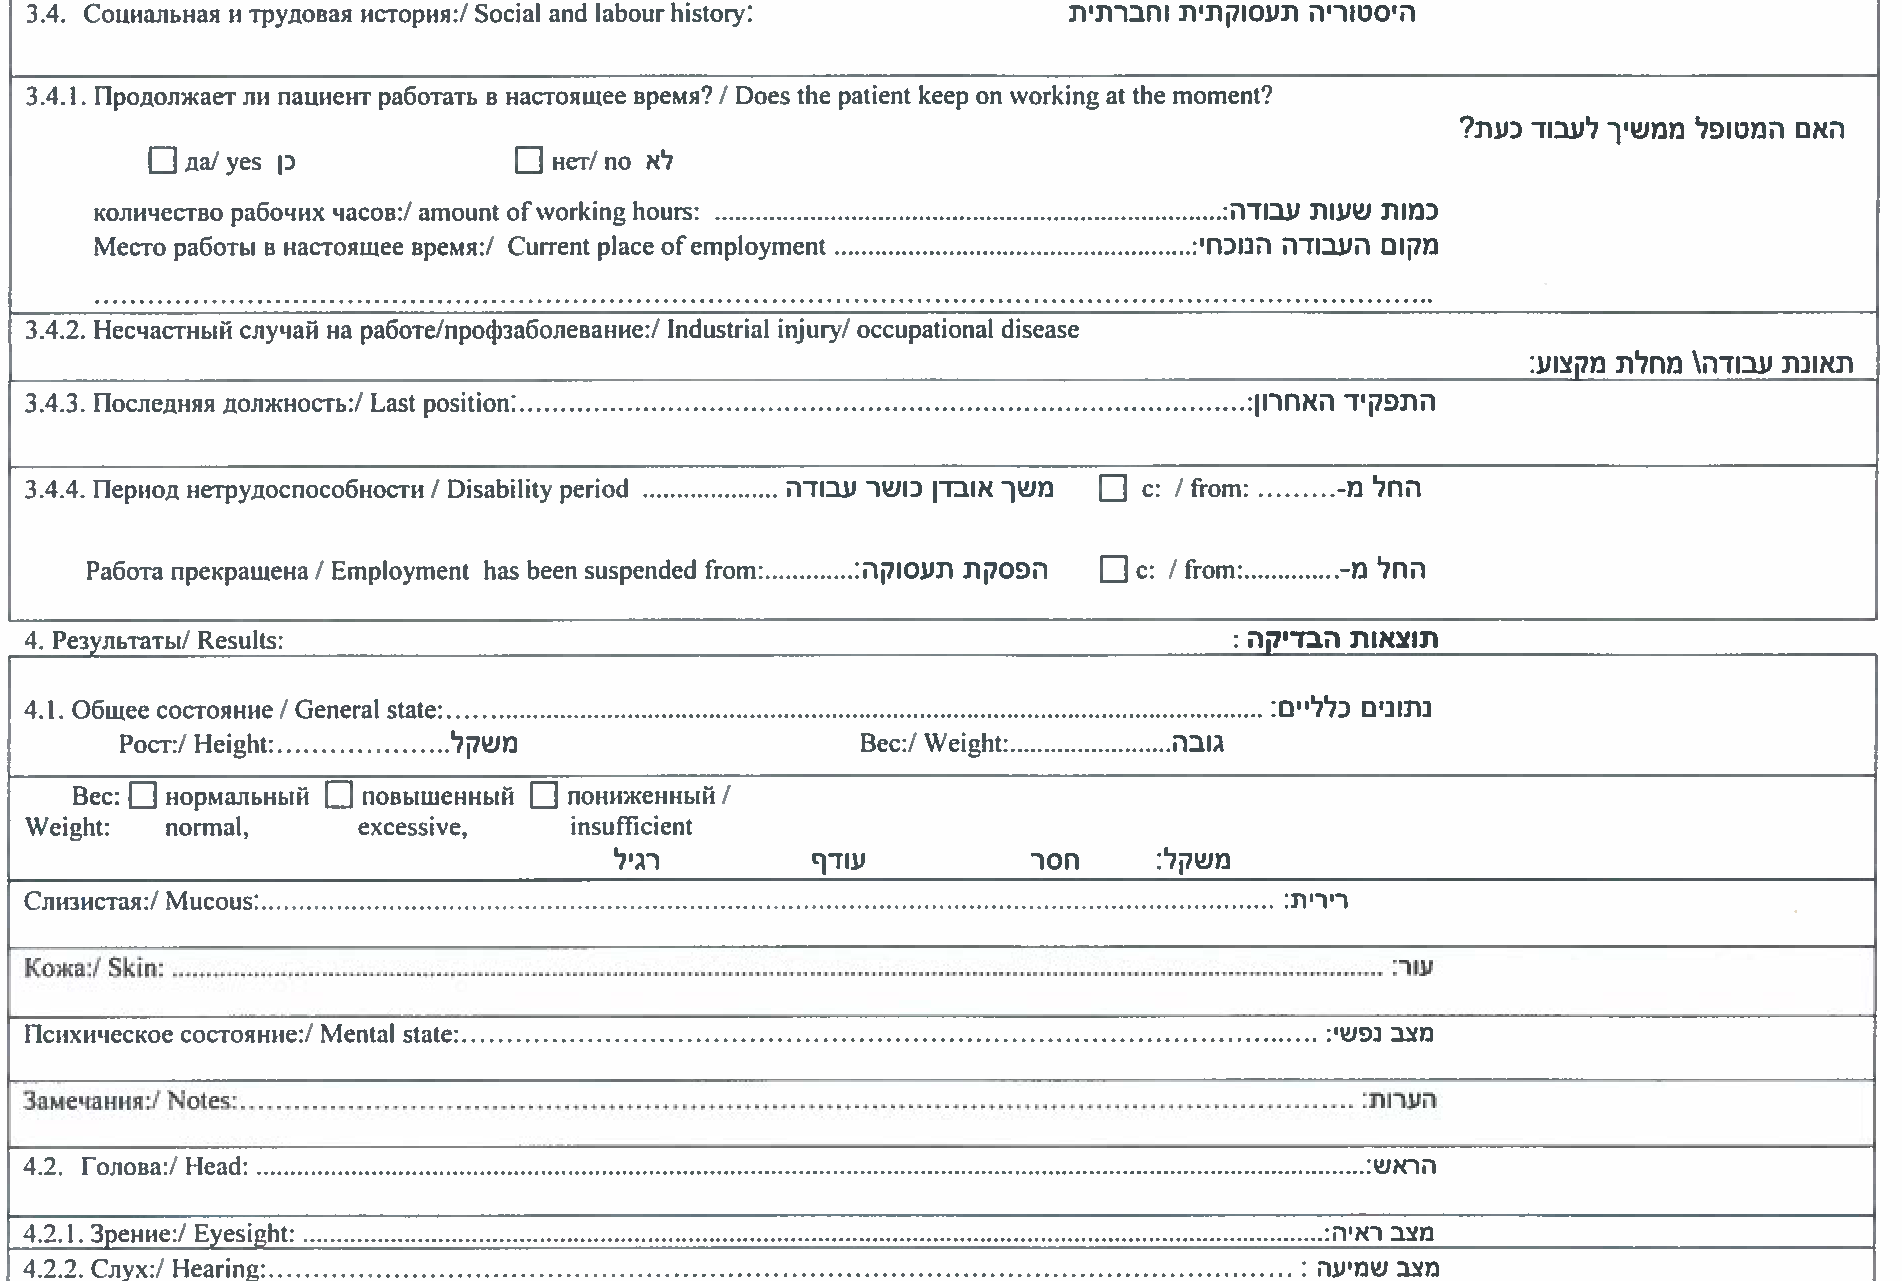 3.4. Социальная и трудовая история:/ Social and labour history: היסטוריה תעסוקתית וחברתית
3.4.1. Продолжает ли пациент работать в настоящее время? / Does the patient keep on working at the moment?
האם המטופל ממשיך לעבוד כעת?
☐ да/ yes כן ☐ нет/ no לא
количество рабочих часов:/ amount of working hours: ........................ כמות שעות עבודה:
Место работы в настоящее время:/ Current place of employment ........................ מקום העבודה הנוכחי:
........................................................................
3.4.2. Несчастный случай на работе/профзаболевание:/ Industrial injury/ occupational disease
תאונת עבודה\ מחלת מקצוע:
3.4.3. Последняя должность:/ Last position:........................ התפקיד האחרון:
3.4.4. Период нетрудоспособности / Disability period .................... משך אובדן כושר עבודה ☐ с: / from: ......... החל מ-
Работа прекращена / Employment has been suspended from:............. הפסקת תעסוקה: ☐ с: / from:.............. החל מ-
4. Результаты/ Results: תוצאות הבדיקה :
4.1. Общее состояние / General state:........................ נתונים כלליים:
Рост:/ Height:.................... משקל Вес:/ Weight:........................ גובה
Вес: ☐ нормальный ☐ повышенный ☐ пониженный /
Weight: normal, excessive, insufficient
משקל: חסר עודף רגיל
Слизистая:/ Mucous:........................ רירית:
Кожа:/ Skin: ........................ עור:
Психическое состояние:/ Mental state:........................ מצב נפשי:
Замечания:/ Notes:........................ הערות:
4.2. Голова:/ Head: ........................ הראש:
4.2.1. Зрение:/ Eyesight: ........................ מצב ראיה:
4.2.2. Слух:/ Hearing:........................ מצב שמיעה :